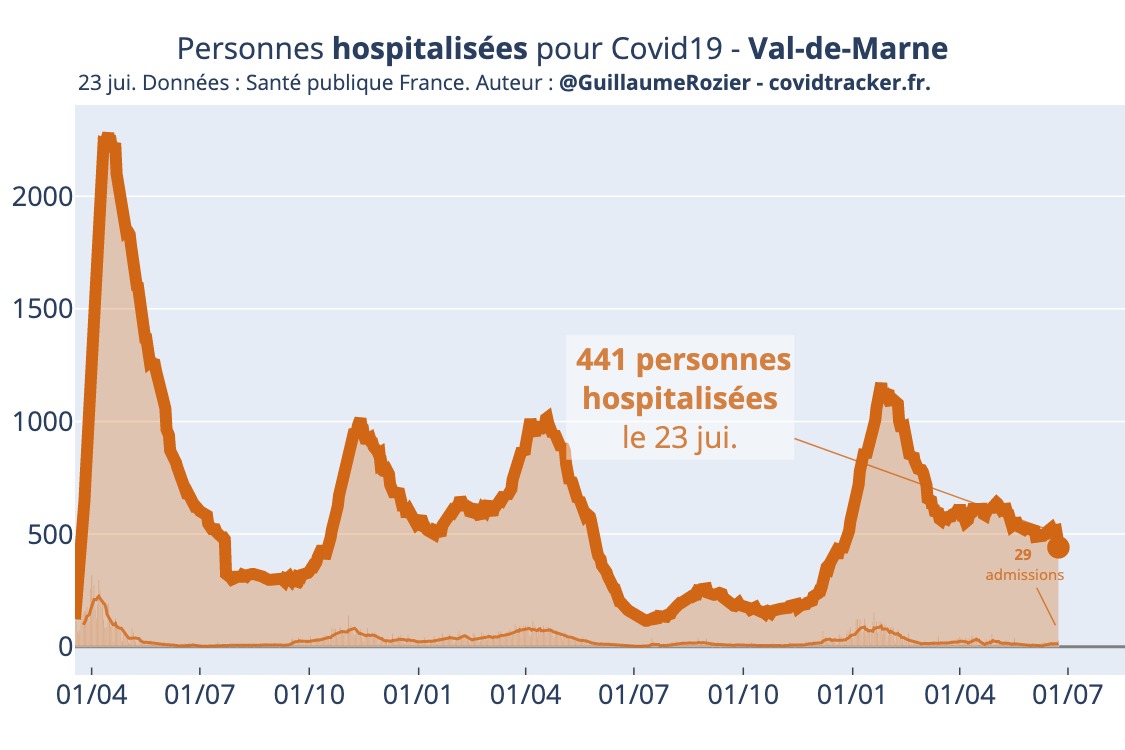 Personnes hospitalisées pour Covid19 - Val-de-Marne
23 jui. Données : Santé publique France. Auteur : @GuillaumeRozier - covidtracker.fr.
2000
1500
1000
500
0
441 personnes
hospitalisées
le 23 jui.
29
admissions
01/04 01/07 01/10 01/01 01/04 01/07 01/10 01/01 01/04 01/07